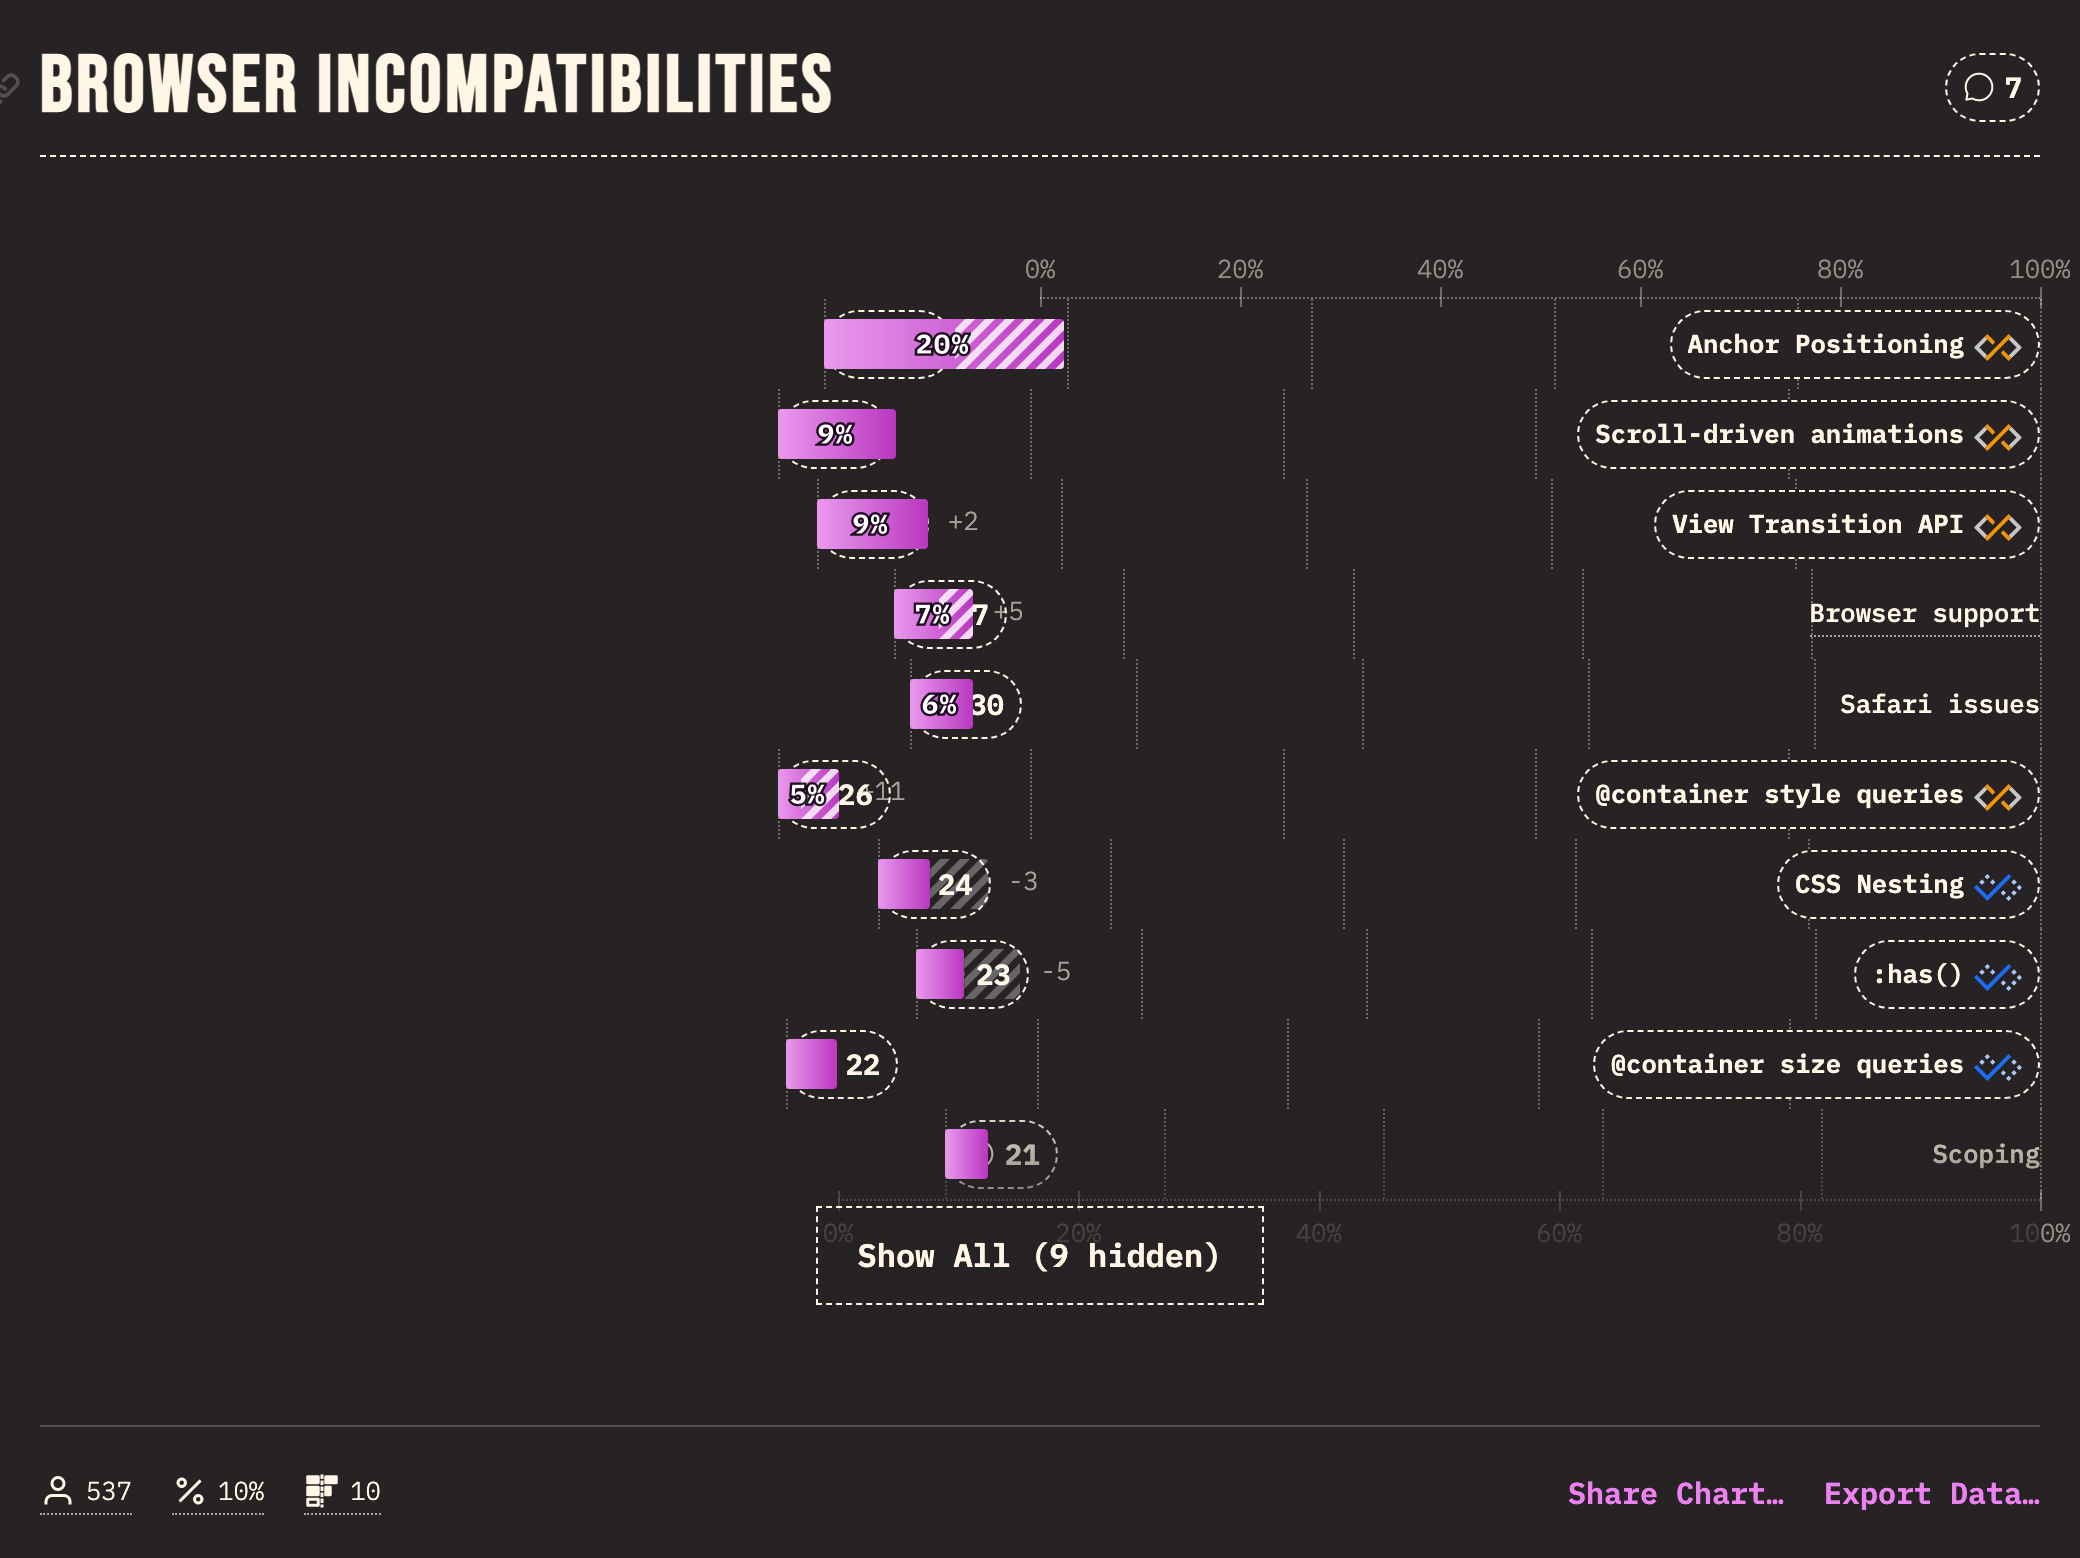 BROWSER INCOMPATIBILITIES
7
0% 20% 40% 60% 80% 100%
20% Anchor Positioning
9% Scroll-driven animations
9% +2 View Transition API
7% 7 +5 Browser support
6% 30 Safari issues
5% 26 +11 @container style queries
24 -3 CSS Nesting
23 -5 :has()
22 @container size queries
21 Scoping
0% 20% 40% 60% 80% 100%
Show All (9 hidden)
537 10% 10 Share Chart… Export Data…